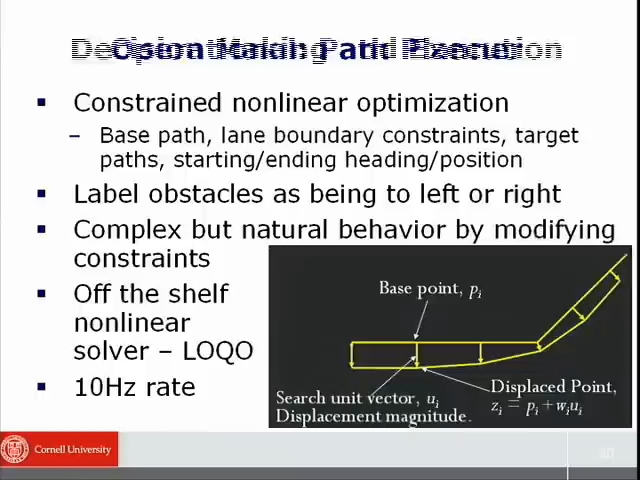 ▪ Constrained nonlinear optimization
– Base path, lane boundary constraints, target
paths, starting/ending heading/position
▪ Label obstacles as being to left or right
▪ Complex but natural behavior by modifying
constraints
▪ Off the shelf
nonlinear
solver – LOQO
▪ 10Hz rate
Base point, pᵢ
Search unit vector, uᵢ
Displacement magnitude.
Displaced Point,
zᵢ = pᵢ + wᵢuᵢ
Cornell University